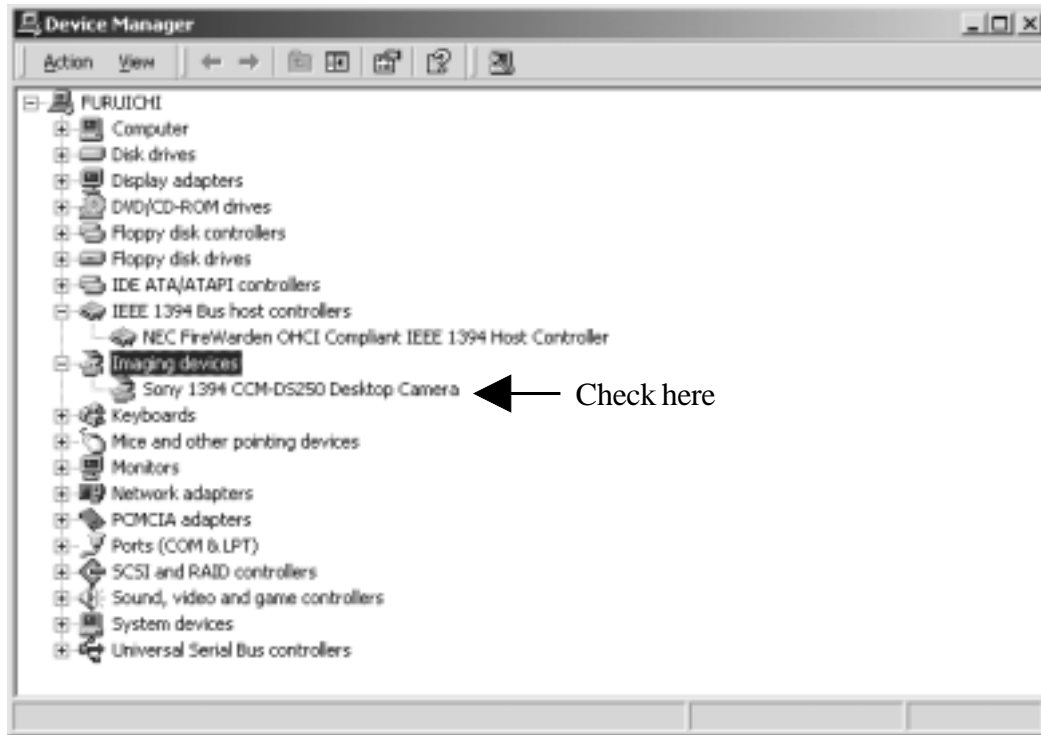 Device Manager
Action View
FURUICHI
Computer
Disk drives
Display adapters
DVD/CD-ROM drives
Floppy disk controllers
Floppy disk drives
IDE ATA/ATAPI controllers
IEEE 1394 Bus host controllers
NEC FireWarden OHCI Compliant IEEE 1394 Host Controller
Imaging devices
Sony 1394 CCM-DS250 Desktop Camera
Check here
Keyboards
Mice and other pointing devices
Monitors
Network adapters
PCMCIA adapters
Ports (COM & LPT)
SCSI and RAID controllers
Sound, video and game controllers
System devices
Universal Serial Bus controllers